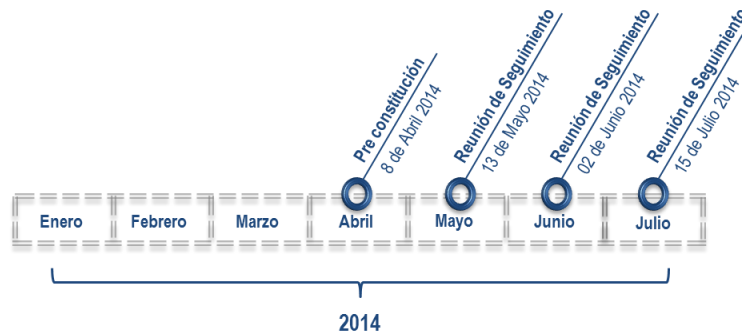 Pre constitución
8 de Abril 2014
Reunión de Seguimiento
13 de Mayo 2014
Reunión de Seguimiento
02 de Junio 2014
Reunión de Seguimiento
15 de Julio 2014
Enero
Febrero
Marzo
Abril
Mayo
Junio
Julio
2014